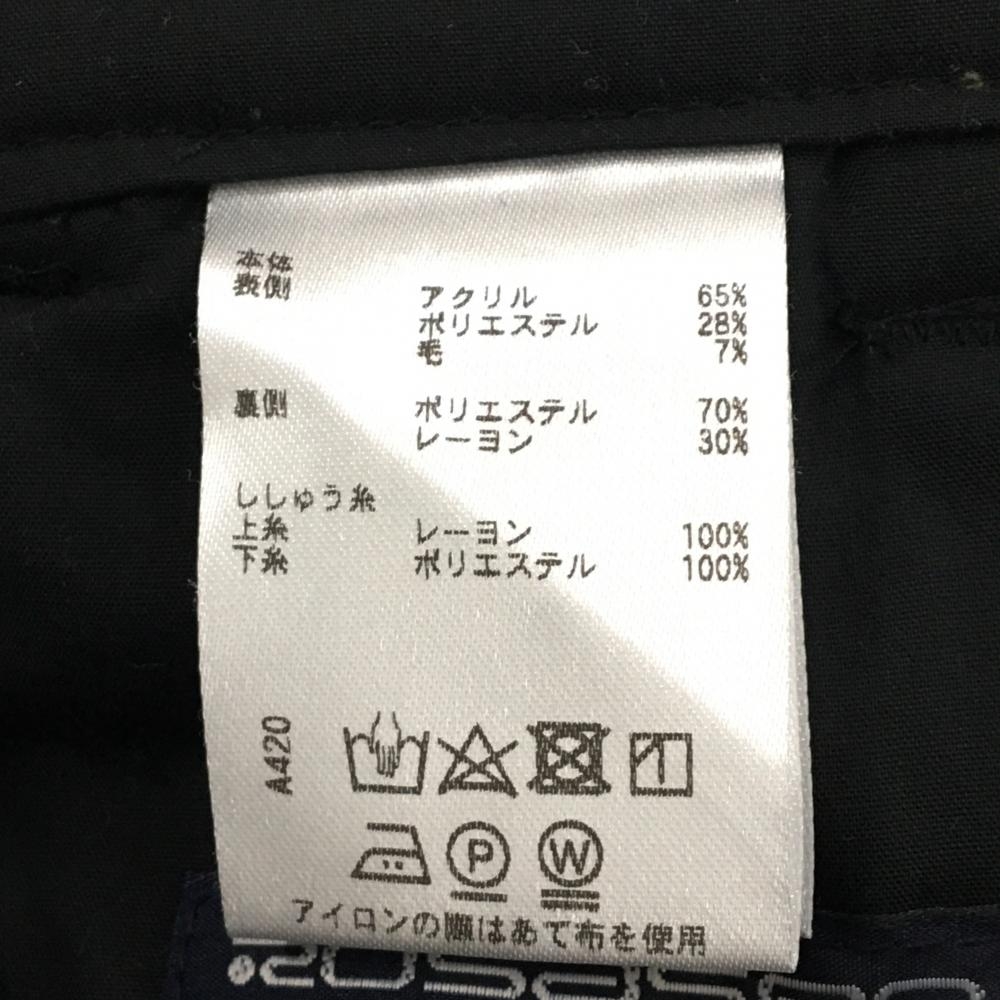 本体
表側
アクリル 65%
ポリエステル 28%
毛 7%
裏側 ポリエステル 70%
レーヨン 30%
ししゅう糸
上糸 レーヨン 100%
下糸 ポリエステル 100%
A420
P W
アイロンの際はあて布を使用